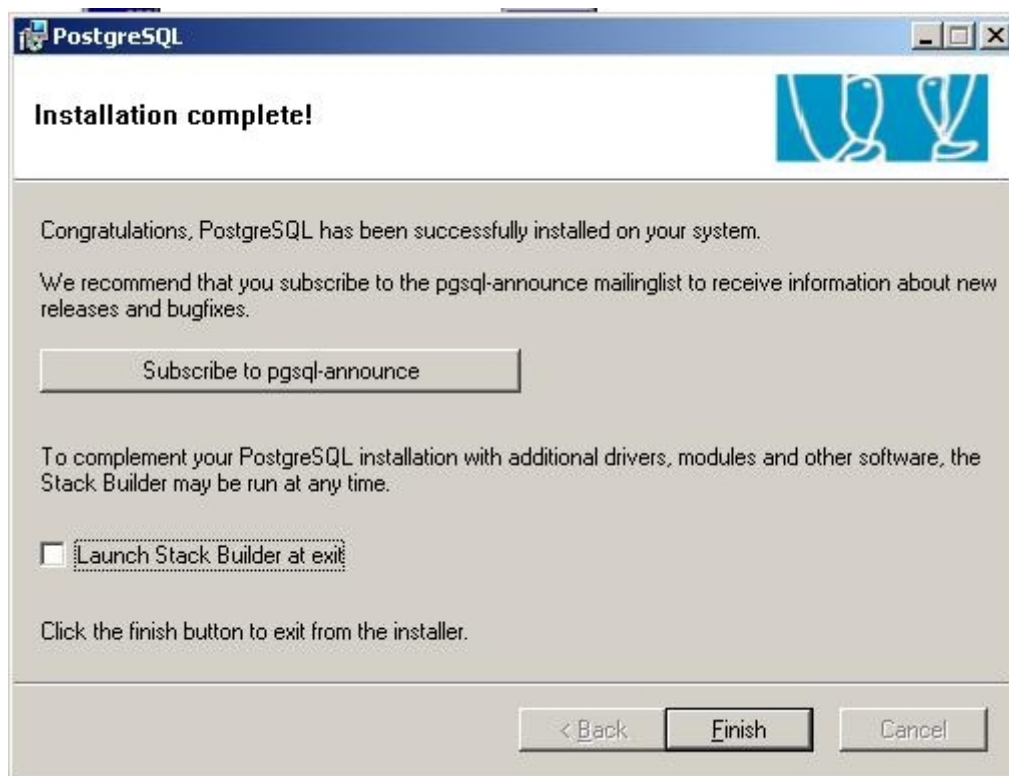 PostgreSQL
Installation complete!
Congratulations, PostgreSQL has been successfully installed on your system.
We recommend that you subscribe to the pgsql-announce mailinglist to receive information about new
releases and bugfixes.
Subscribe to pgsql-announce
To complement your PostgreSQL installation with additional drivers, modules and other software, the
Stack Builder may be run at any time.
Launch Stack Builder at exit
Click the finish button to exit from the installer.
< Back Finish Cancel